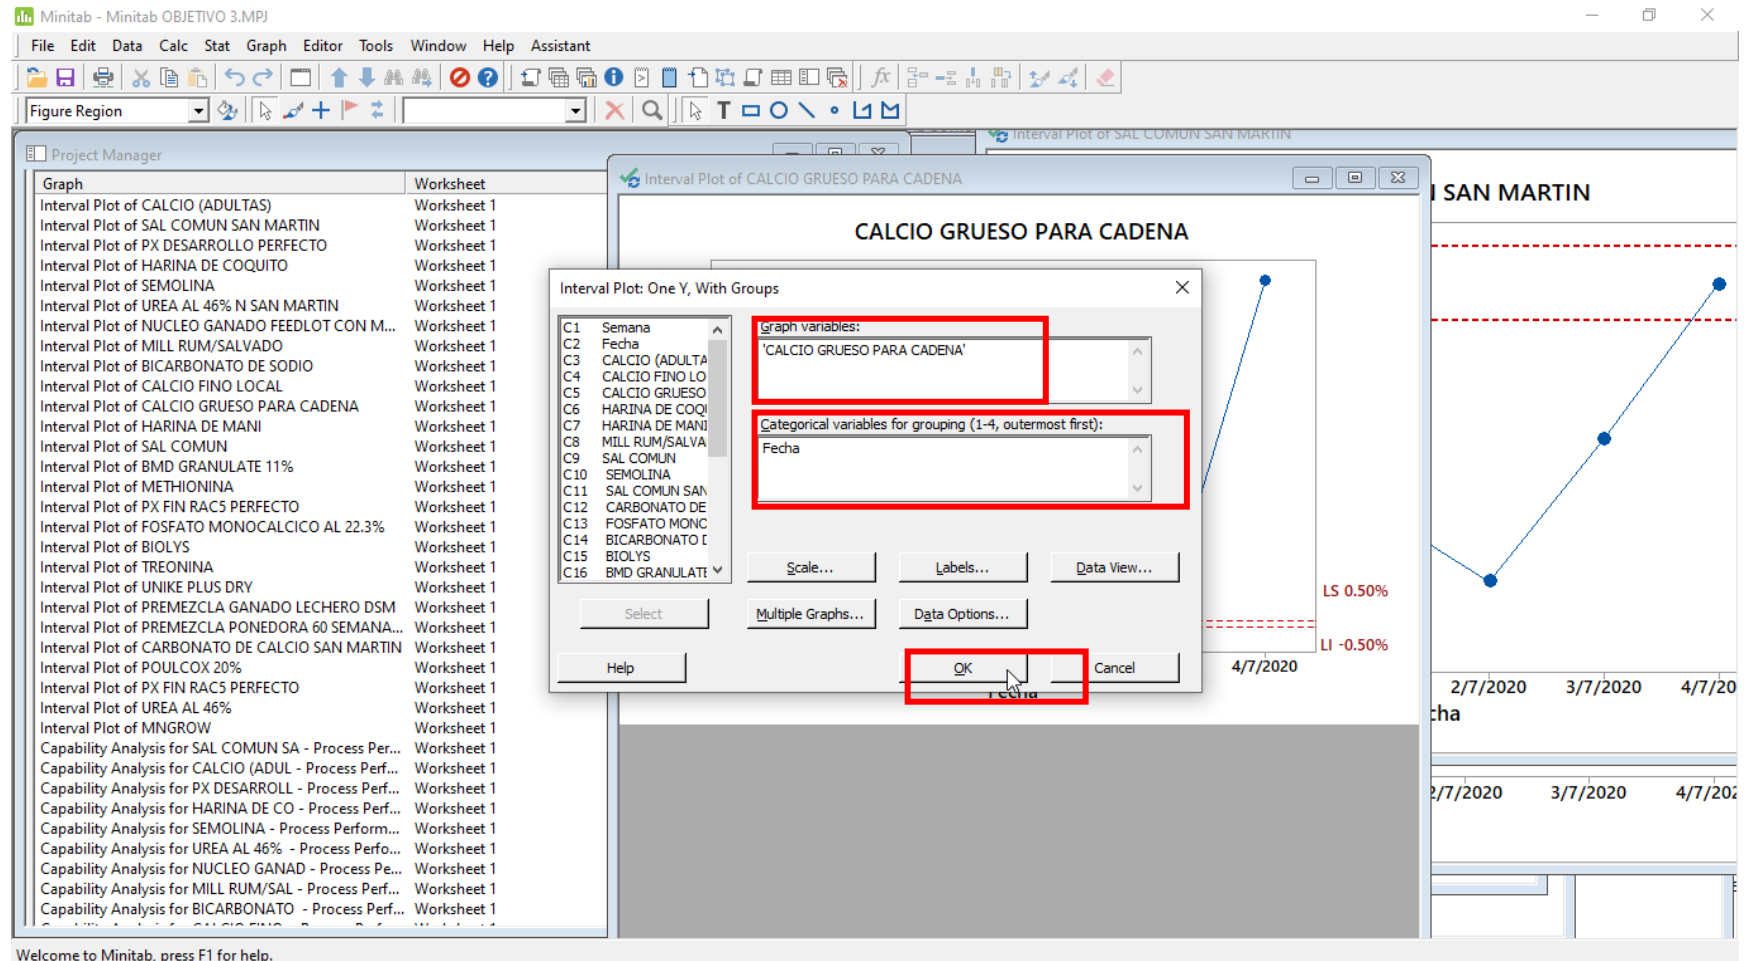 Minitab - Minitab OBJETIVO 3.MPJ
File Edit Data Calc Stat Graph Editor Tools Window Help Assistant
Figure Region
Project Manager
Graph Worksheet
Interval Plot of CALCIO (ADULTAS) Worksheet 1
Interval Plot of SAL COMUN SAN MARTIN Worksheet 1
Interval Plot of PX DESARROLLO PERFECTO Worksheet 1
Interval Plot of HARINA DE COQUITO Worksheet 1
Interval Plot of SEMOLINA Worksheet 1
Interval Plot of UREA AL 46% N SAN MARTIN Worksheet 1
Interval Plot of NUCLEO GANADO FEEDLOT CON M... Worksheet 1
Interval Plot of MILL RUM/SALVADO Worksheet 1
Interval Plot of BICARBONATO DE SODIO Worksheet 1
Interval Plot of CALCIO FINO LOCAL Worksheet 1
Interval Plot of CALCIO GRUESO PARA CADENA Worksheet 1
Interval Plot of HARINA DE MANI Worksheet 1
Interval Plot of SAL COMUN Worksheet 1
Interval Plot of BMD GRANULATE 11% Worksheet 1
Interval Plot of METHIONINA Worksheet 1
Interval Plot of PX FIN RAC5 PERFECTO Worksheet 1
Interval Plot of FOSFATO MONOCALCICO AL 22.3% Worksheet 1
Interval Plot of BIOLYS Worksheet 1
Interval Plot of TREONINA Worksheet 1
Interval Plot of UNIKE PLUS DRY Worksheet 1
Interval Plot of PREMEZCLA GANADO LECHERO DSM Worksheet 1
Interval Plot of PREMEZCLA PONEDORA 60 SEMANA... Worksheet 1
Interval Plot of CARBONATO DE CALCIO SAN MARTIN Worksheet 1
Interval Plot of POULCOX 20% Worksheet 1
Interval Plot of PX FIN RAC5 PERFECTO Worksheet 1
Interval Plot of UREA AL 46% Worksheet 1
Interval Plot of MNGROW Worksheet 1
Capability Analysis for SAL COMUN SA - Process Per... Worksheet 1
Capability Analysis for CALCIO (ADUL - Process Perf... Worksheet 1
Capability Analysis for PX DESARROLL - Process Perf... Worksheet 1
Capability Analysis for HARINA DE CO - Process Perf... Worksheet 1
Capability Analysis for SEMOLINA - Process Perform... Worksheet 1
Capability Analysis for UREA AL 46% - Process Perfo... Worksheet 1
Capability Analysis for NUCLEO GANAD - Process Pe... Worksheet 1
Capability Analysis for MILL RUM/SAL - Process Perf... Worksheet 1
Capability Analysis for BICARBONATO - Process Perf... Worksheet 1
Interval Plot of CALCIO GRUESO PARA CADENA
CALCIO GRUESO PARA CADENA
LS 0.50%
LI -0.50%
4/7/2020
Fecha
Interval Plot: One Y, With Groups
C1 Semana
C2 Fecha
C3 CALCIO (ADULTA
C4 CALCIO FINO LO
C5 CALCIO GRUESO
C6 HARINA DE COQU
C7 HARINA DE MANI
C8 MILL RUM/SALVA
C9 SAL COMUN
C10 SEMOLINA
C11 SAL COMUN SAN
C12 CARBONATO DE
C13 FOSFATO MONO
C14 BICARBONATO D
C15 BIOLYS
C16 BMD GRANULATE
Graph variables:
'CALCIO GRUESO PARA CADENA'
Categorical variables for grouping (1-4, outermost first):
Fecha
Scale... Labels... Data View...
Select Multiple Graphs... Data Options...
Help OK Cancel
Interval Plot of SAL COMUN SAN MARTIN
SAN MARTIN
2/7/2020 3/7/2020 4/7/20
cha
2/7/2020 3/7/2020 4/7/202
Welcome to Minitab, press F1 for help.